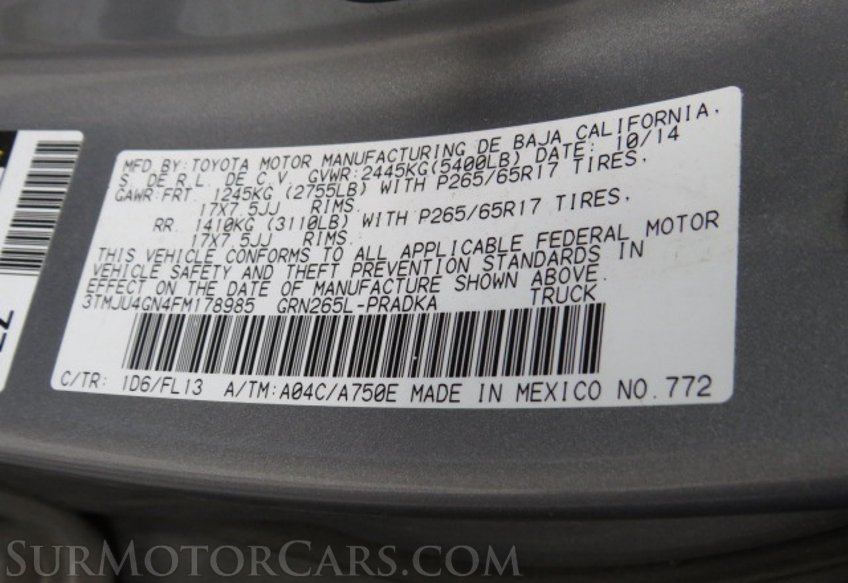 MFD BY: TOYOTA MOTOR MANUFACTURING DE BAJA CALIFORNIA,
S. DE R.L. DE C.V. GVWR: 2445KG(5400LB) DATE: 10/14
GAWR:FRT. 1245KG (2755LB) WITH P265/65R17 TIRES,
17X7.5JJ RIMS.
RR. 1410KG (3110LB) WITH P265/65R17 TIRES,
17X7.5JJ RIMS.
THIS VEHICLE CONFORMS TO ALL APPLICABLE FEDERAL MOTOR
VEHICLE SAFETY AND THEFT PREVENTION STANDARDS IN
EFFECT ON THE DATE OF MANUFACTURE SHOWN ABOVE.
3TMJU4GN4FM178985 GRN265L-PRADKA TRUCK
C/TR: 1D6/FL13 A/TM:A04C/A750E MADE IN MEXICO NO.772
SURMOTORCARS.COM